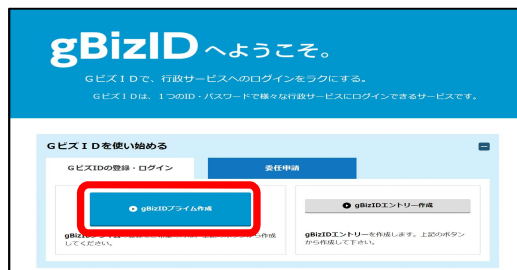 gBizID へようこそ。
GビズIDで、行政サービスへのログインをラクにする。
GビズIDは、1つのID・パスワードで様々な行政サービスにログインできるサービスです。
GビズIDを使い始める
GビズIDの登録・ログイン
委任申請
gBizIDプライム作成
gBizIDエントリー作成
してください。
gBizIDエントリーを作成します。上記のボタン
から作成して下さい。